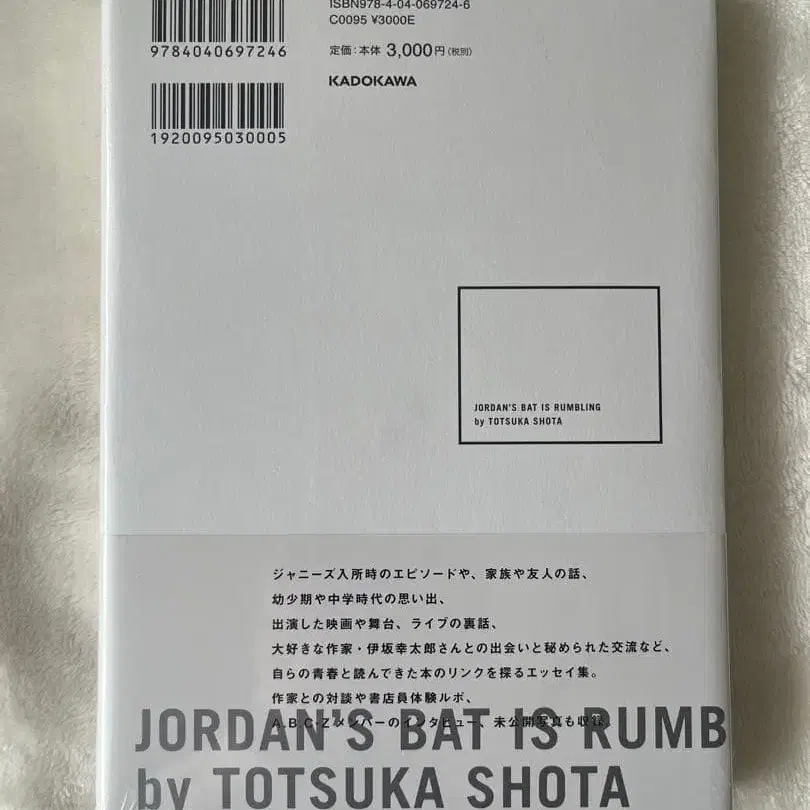 ISBN978-4-04-069724-6
C0095 ¥3000E
9784040697246
定価：本体 3,000円（税別）
KADOKAWA
1920095030005
JORDAN'S BAT IS RUMBLING
by TOTSUKA SHOTA
ジャニーズ入所時のエピソードや、家族や友人の話、
幼少期や中学時代の思い出、
出演した映画や舞台、ライブの裏話、
大好きな作家・伊坂幸太郎さんとの出会いと秘められた交流など、
自らの青春と読んできた本のリンクを探るエッセイ集。
作家との対談や書店員体験ルポ、
A.B.C-Zメンバーのインタビュー、未公開写真も収録。
JORDAN'S BAT IS RUMB
by TOTSUKA SHOTA